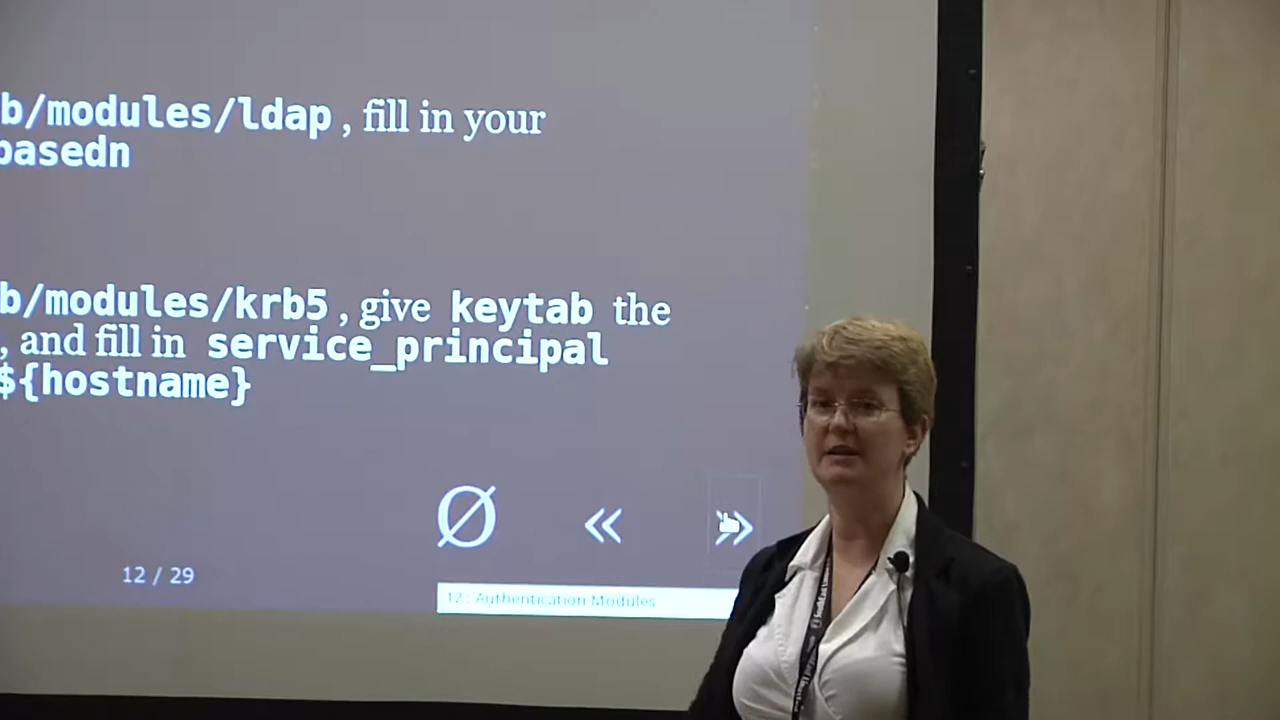 b/modules/ldap , fill in your
basedn
b/modules/krb5 , give keytab the
, and fill in service_principal
${hostname}
Ø « »
12 / 29
12 : Authentication Modules